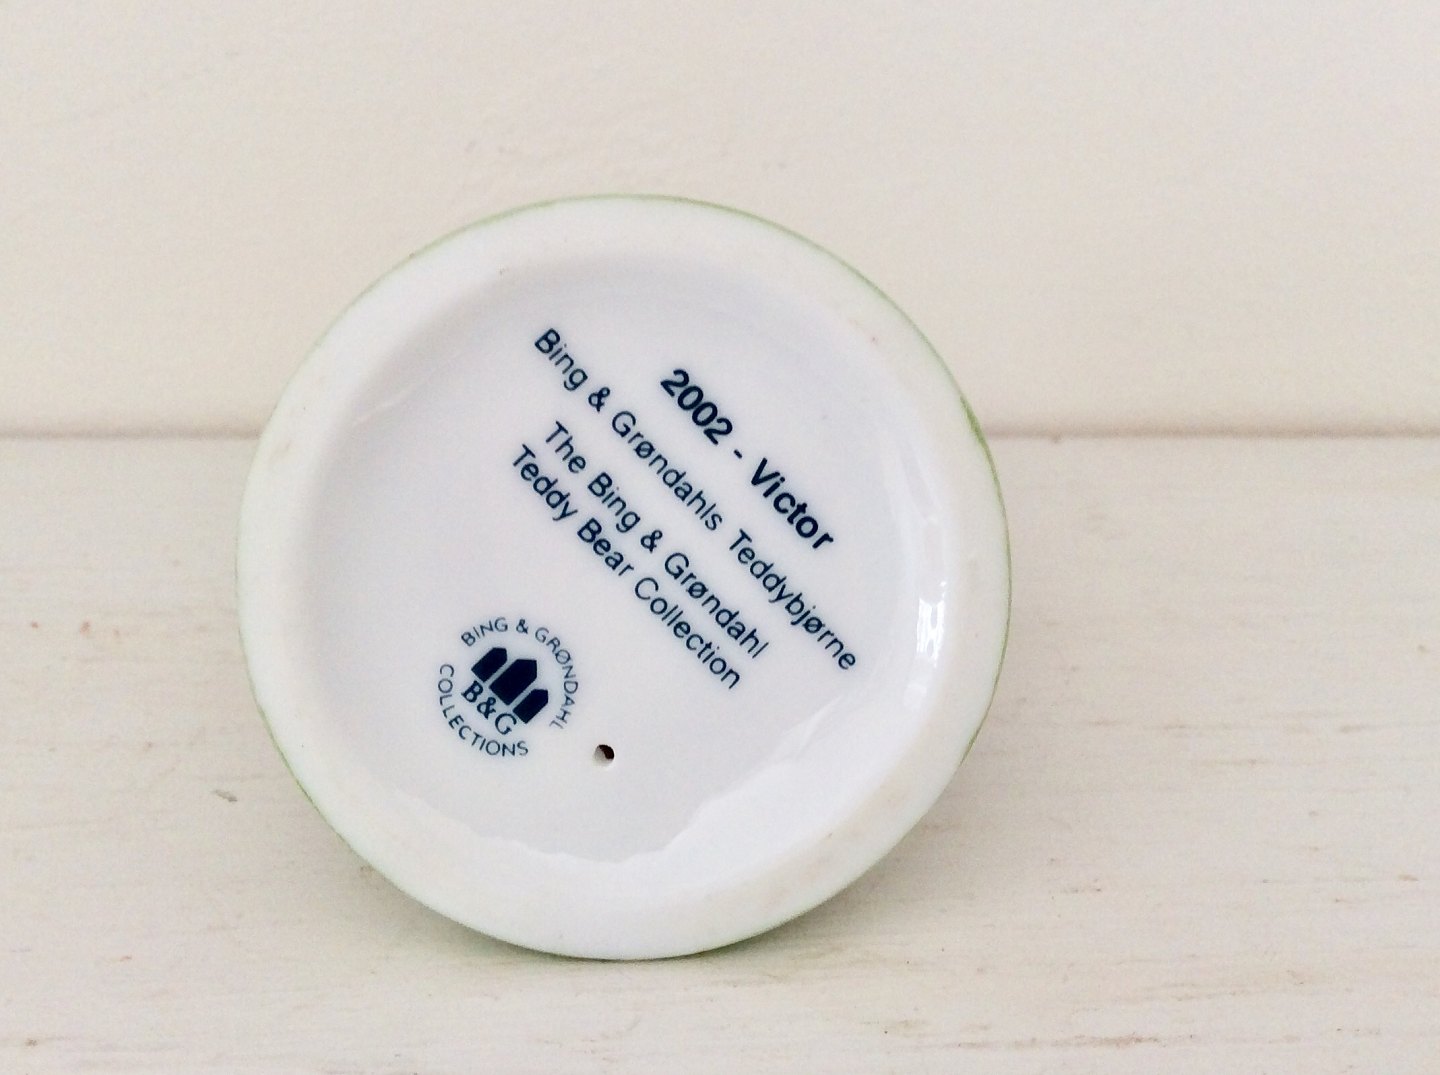 2002 - Victor
Bing & Grøndahls Teddybjørne
The Bing & Grøndahl
Teddy Bear Collection
BING & GRØNDAHL
B&G
COLLECTIONS